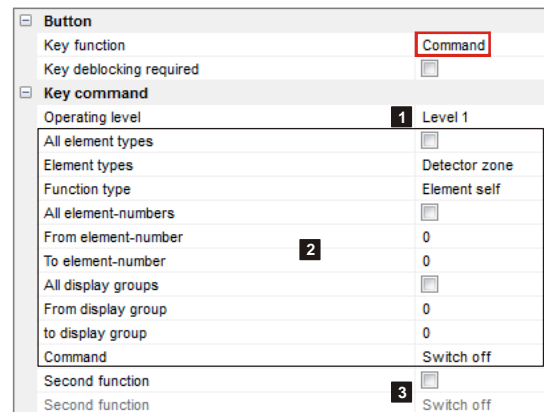 Button
Key function Command
Key deblocking required
Key command
Operating level 1 Level 1
All element types
Element types Detector zone
Function type Element self
All element-numbers
From element-number 0
2
To element-number 0
All display groups
From display group 0
to display group 0
Command Switch off
Second function
3
Second function Switch off